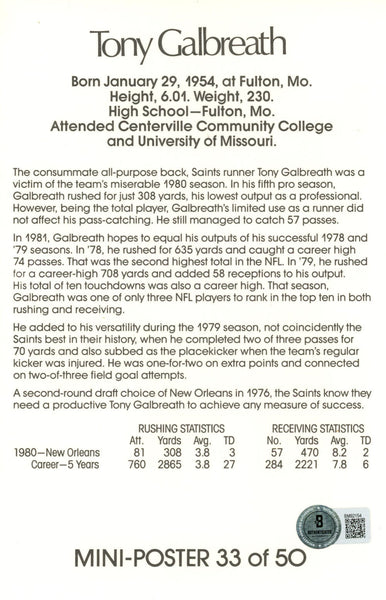 Tony Galbreath
Born January 29, 1954, at Fulton, Mo.
Height, 6.01. Weight, 230.
High School—Fulton, Mo.
Attended Centerville Community College
and University of Missouri.
The consummate all-purpose back, Saints runner Tony Galbreath was a
victim of the team's miserable 1980 season. In his fifth pro season,
Galbreath rushed for just 308 yards, his lowest output as a professional.
However, being the total player, Galbreath's limited use as a runner did
not affect his pass-catching. He still managed to catch 57 passes.
In 1981, Galbreath hopes to equal his outputs of his successful 1978 and
'79 seasons. In '78, he rushed for 635 yards and caught a career high
74 passes. That was the second highest total in the NFL. In '79, he rushed
for a career-high 708 yards and added 58 receptions to his output.
His total of ten touchdowns was also a career high. That season,
Galbreath was one of only three NFL players to rank in the top ten in both
rushing and receiving.
He added to his versatility during the 1979 season, not coincidently the
Saints best in their history, when he completed two of three passes for
70 yards and also subbed as the placekicker when the team's regular
kicker was injured. He was one-for-two on extra points and connected
on two-of-three field goal attempts.
A second-round draft choice of New Orleans in 1976, the Saints know they
need a productive Tony Galbreath to achieve any measure of success.
RUSHING STATISTICS RECEIVING STATISTICS
Att. Yards Avg. TD No. Yards Avg. TD
1980—New Orleans 81 308 3.8 3 57 470 8.2 2
Career—5 Years 760 2865 3.8 27 284 2221 7.8 6
MINI-POSTER 33 of 50